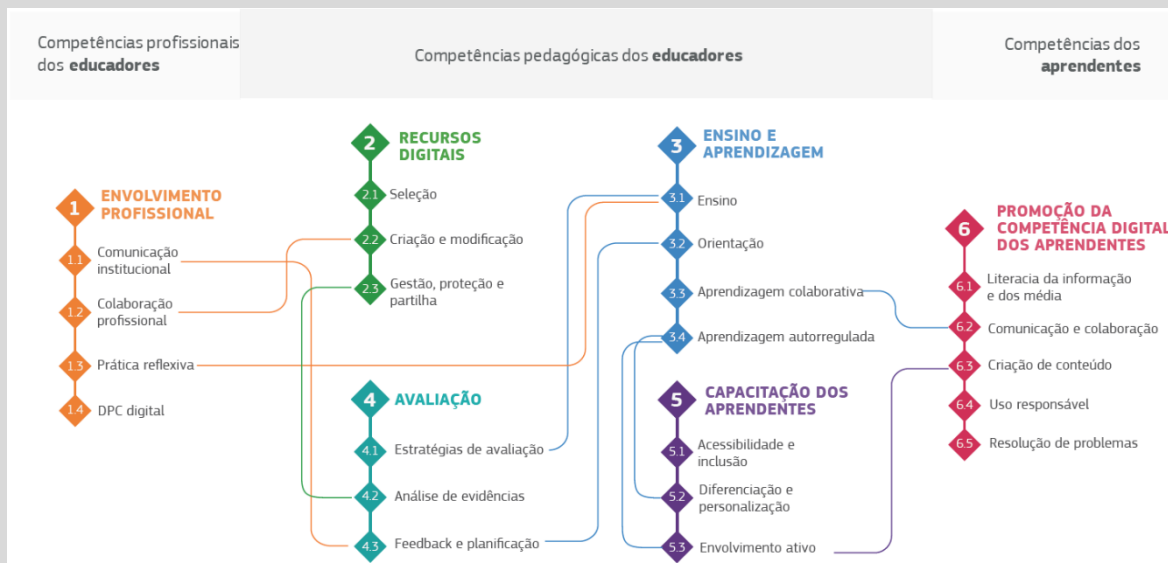 Competências profissionais
dos educadores
Competências pedagógicas dos educadores
Competências dos
aprendentes
1
ENVOLVIMENTO
PROFISSIONAL
1.1
Comunicação
institucional
1.2
Colaboração
profissional
1.3
Prática reflexiva
1.4
DPC digital
2
RECURSOS
DIGITAIS
2.1
Seleção
2.2
Criação e modificação
2.3
Gestão, proteção e
partilha
3
ENSINO E
APRENDIZAGEM
3.1
Ensino
3.2
Orientação
3.3
Aprendizagem colaborativa
3.4
Aprendizagem autorregulada
4
AVALIAÇÃO
4.1
Estratégias de avaliação
4.2
Análise de evidências
4.3
Feedback e planificação
5
CAPACITAÇÃO DOS
APRENDENTES
5.1
Acessibilidade e
inclusão
5.2
Diferenciação e
personalização
5.3
Envolvimento ativo
6
PROMOÇÃO DA
COMPETÊNCIA DIGITAL
DOS APRENDENTES
6.1
Literacia da informação
e dos média
6.2
Comunicação e colaboração
6.3
Criação de conteúdo
6.4
Uso responsável
6.5
Resolução de problemas